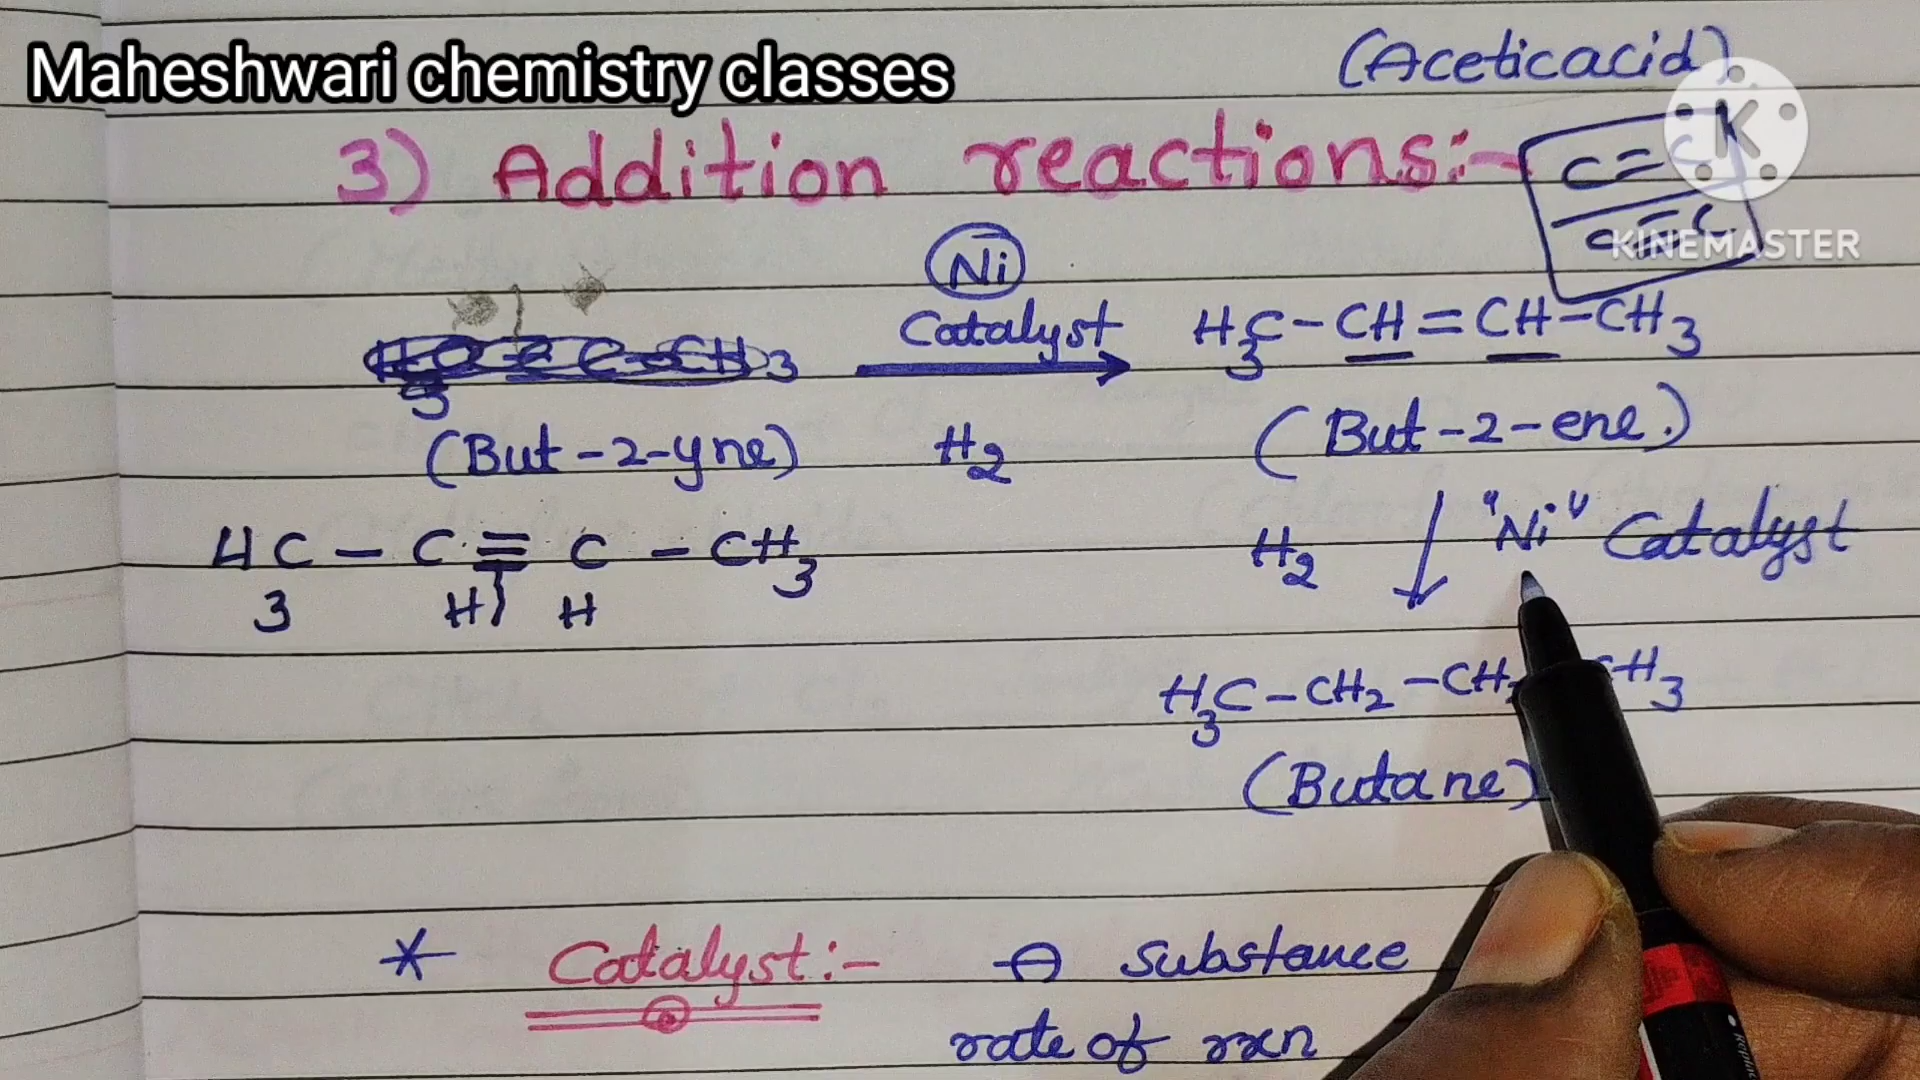 Maheshwari chemistry classes
(Aceticacid)
3) Addition reactions:-
C=C
C≡C
K
KINEMASTER
Ni
Catalyst
H3C-CH=CH-CH3
(But-2-yne)
H2
(But-2-ene.)
H3C-C≡C-CH3
H H
H2
"Ni" Catalyst
H3C-CH2-CH
CH3
(Butane)
* Catalyst:-
A substance
rate of rxn